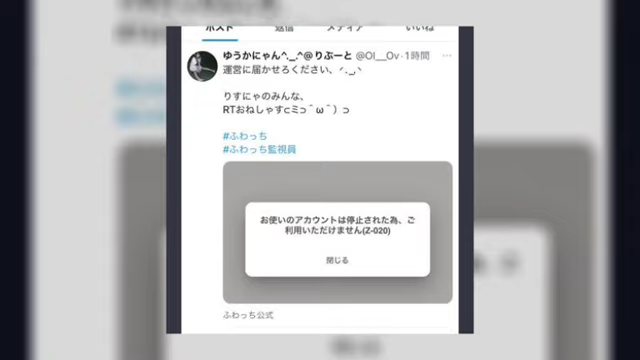 ポスト 返信 メディア いいね
ゆうかにゃん^._.^@りぶーと @OI__Ov・1時間 …
運営に届かせろください、ᐟ ._.ᐠ
りすにゃのみんな、
RTおねしゃす⊂ミ⊃＾ω＾）⊃
#ふわっち
#ふわっち監視員
お使いのアカウントは停止された為、ご
利用いただけません(Z-020)
閉じる
ふわっち公式